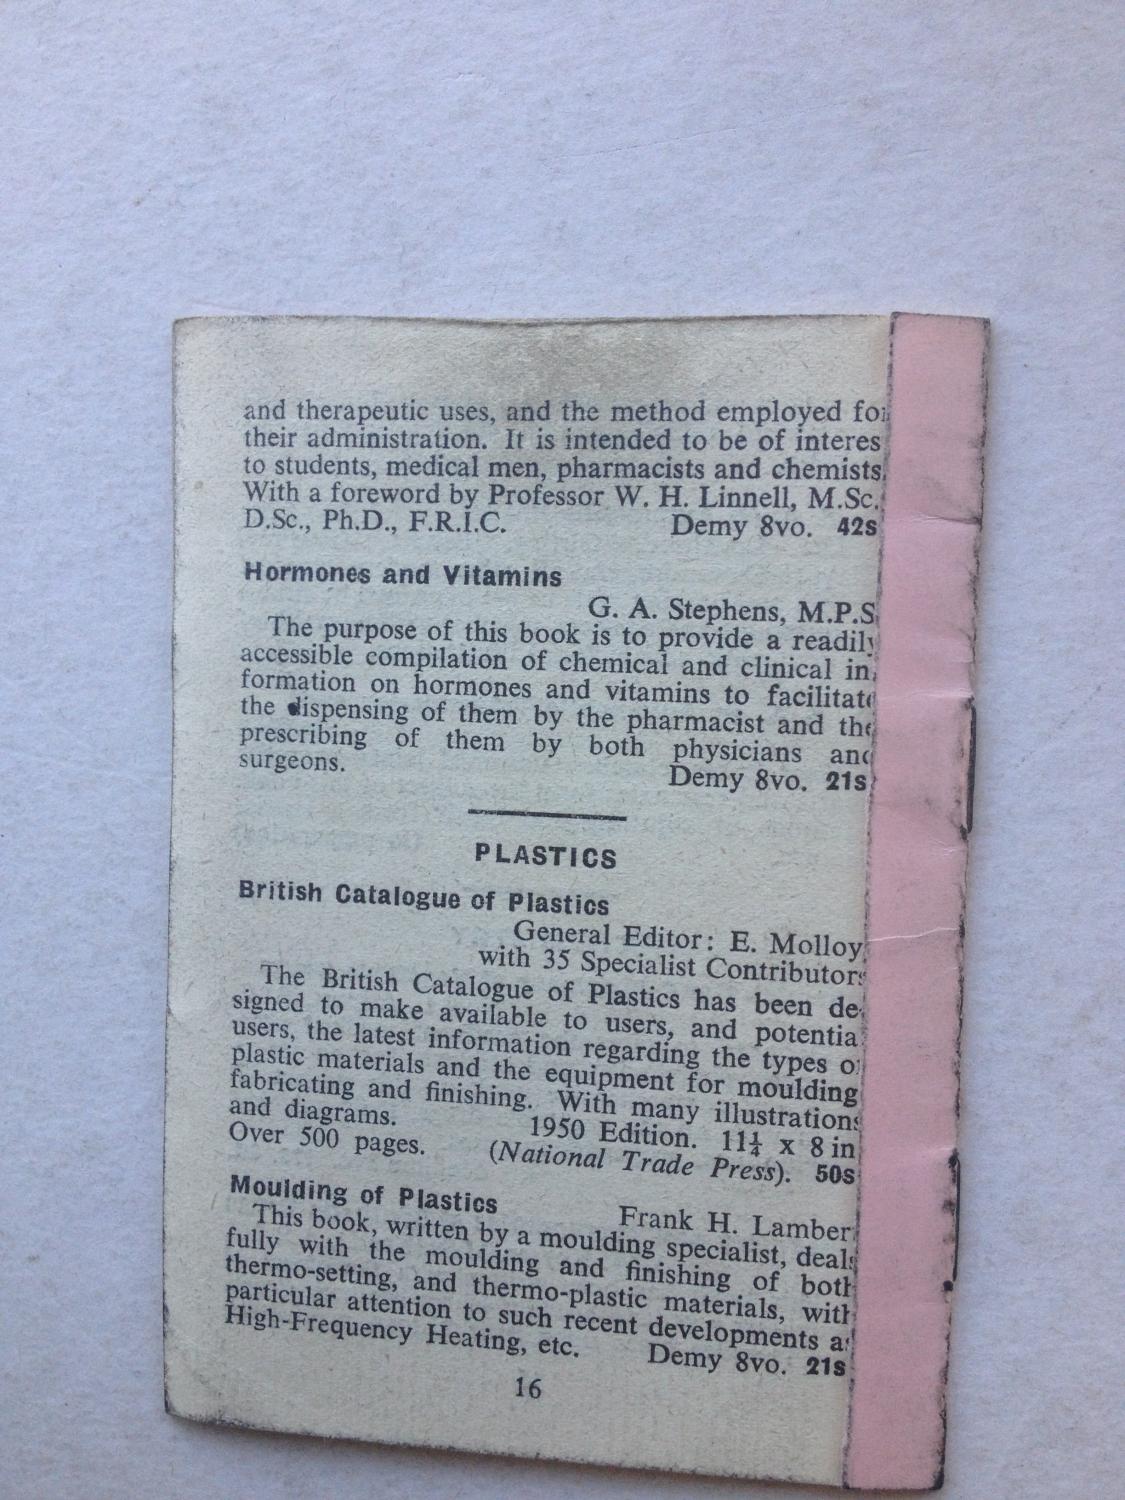 and therapeutic uses, and the method employed for
their administration. It is intended to be of interes
to students, medical men, pharmacists and chemists.
With a foreword by Professor W. H. Linnell, M.Sc.
D.Sc., Ph.D., F.R.I.C. Demy 8vo. 42s
Hormones and Vitamins
G. A. Stephens, M.P.S
The purpose of this book is to provide a readily
accessible compilation of chemical and clinical in
formation on hormones and vitamins to facilitate
the dispensing of them by the pharmacist and the
prescribing of them by both physicians and
surgeons. Demy 8vo. 21s
PLASTICS
British Catalogue of Plastics
General Editor: E. Molloy
with 35 Specialist Contributors
The British Catalogue of Plastics has been de-
signed to make available to users, and potentia
users, the latest information regarding the types of
plastic materials and the equipment for moulding
fabricating and finishing. With many illustrations
and diagrams. 1950 Edition. 11¼ x 8 in
Over 500 pages. (National Trade Press). 50s
Moulding of Plastics Frank H. Lamber
This book, written by a moulding specialist, deals
fully with the moulding and finishing of both
thermo-setting, and thermo-plastic materials, with
particular attention to such recent developments as
High-Frequency Heating, etc. Demy 8vo. 21s
16